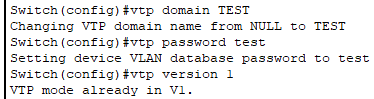 Switch(config)#vtp domain TEST
Changing VTP domain name from NULL to TEST
Switch(config)#vtp password test
Setting device VLAN database password to test
Switch(config)#vtp version 1
VTP mode already in V1.